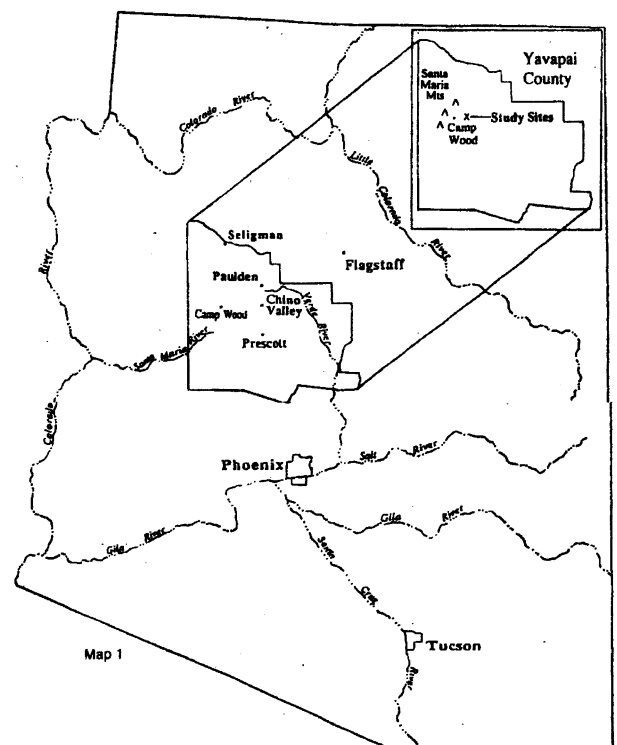 Yavapai
County
Santa
Maria
Mts
Study Sites
Camp
Wood
Colorado River
Little
Colorado
River
Seligman
Flagstaff
Paulden
Chino
Valley
Verde River
Camp Wood
River
Santa Maria River
Prescott
Colorado
Phoenix
Salt River
Gila River
Gila River
Santa
Cruz
River
Tucson
Map 1